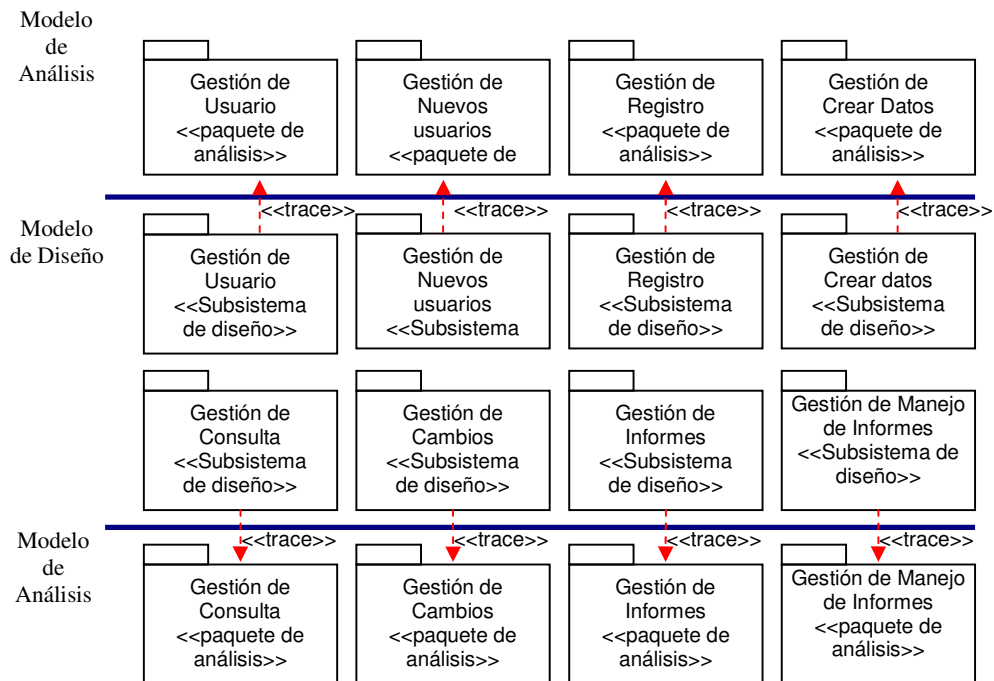 Modelo
de
Análisis
Gestión de
Usuario
<<paquete de
análisis>>
Gestión de
Nuevos
usuarios
<<paquete de
Gestión de
Registro
<<paquete de
análisis>>
Gestión de
Crear Datos
<<paquete de
análisis>>
<<trace>>
<<trace>>
<<trace>>
<<trace>>
Modelo
de Diseño
Gestión de
Usuario
<<Subsistema
de diseño>>
Gestión de
Nuevos
usuarios
<<Subsistema
Gestión de
Registro
<<Subsistema
de diseño>>
Gestión de
Crear datos
<<Subsistema
de diseño>>
Gestión de
Consulta
<<Subsistema
de diseño>>
Gestión de
Cambios
<<Subsistema
de diseño>>
Gestión de
Informes
<<Subsistema
de diseño>>
Gestión de Manejo
de Informes
<<Subsistema de
diseño>>
<<trace>>
<<trace>>
<<trace>>
<<trace>>
Modelo
de
Análisis
Gestión de
Consulta
<<paquete de
análisis>>
Gestión de
Cambios
<<paquete de
análisis>>
Gestión de
Informes
<<paquete de
análisis>>
Gestión de Manejo
de Informes
<<paquete de
análisis>>